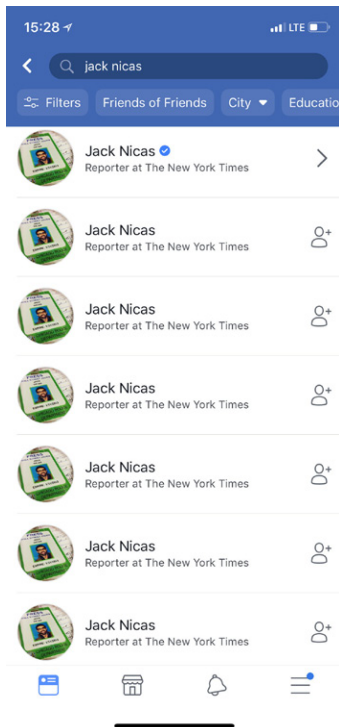 15:28
LTE
jack nicas
Filters
Friends of Friends
City
Educatio
Jack Nicas
Reporter at The New York Times
Jack Nicas
Reporter at The New York Times
Jack Nicas
Reporter at The New York Times
Jack Nicas
Reporter at The New York Times
Jack Nicas
Reporter at The New York Times
Jack Nicas
Reporter at The New York Times
Jack Nicas
Reporter at The New York Times